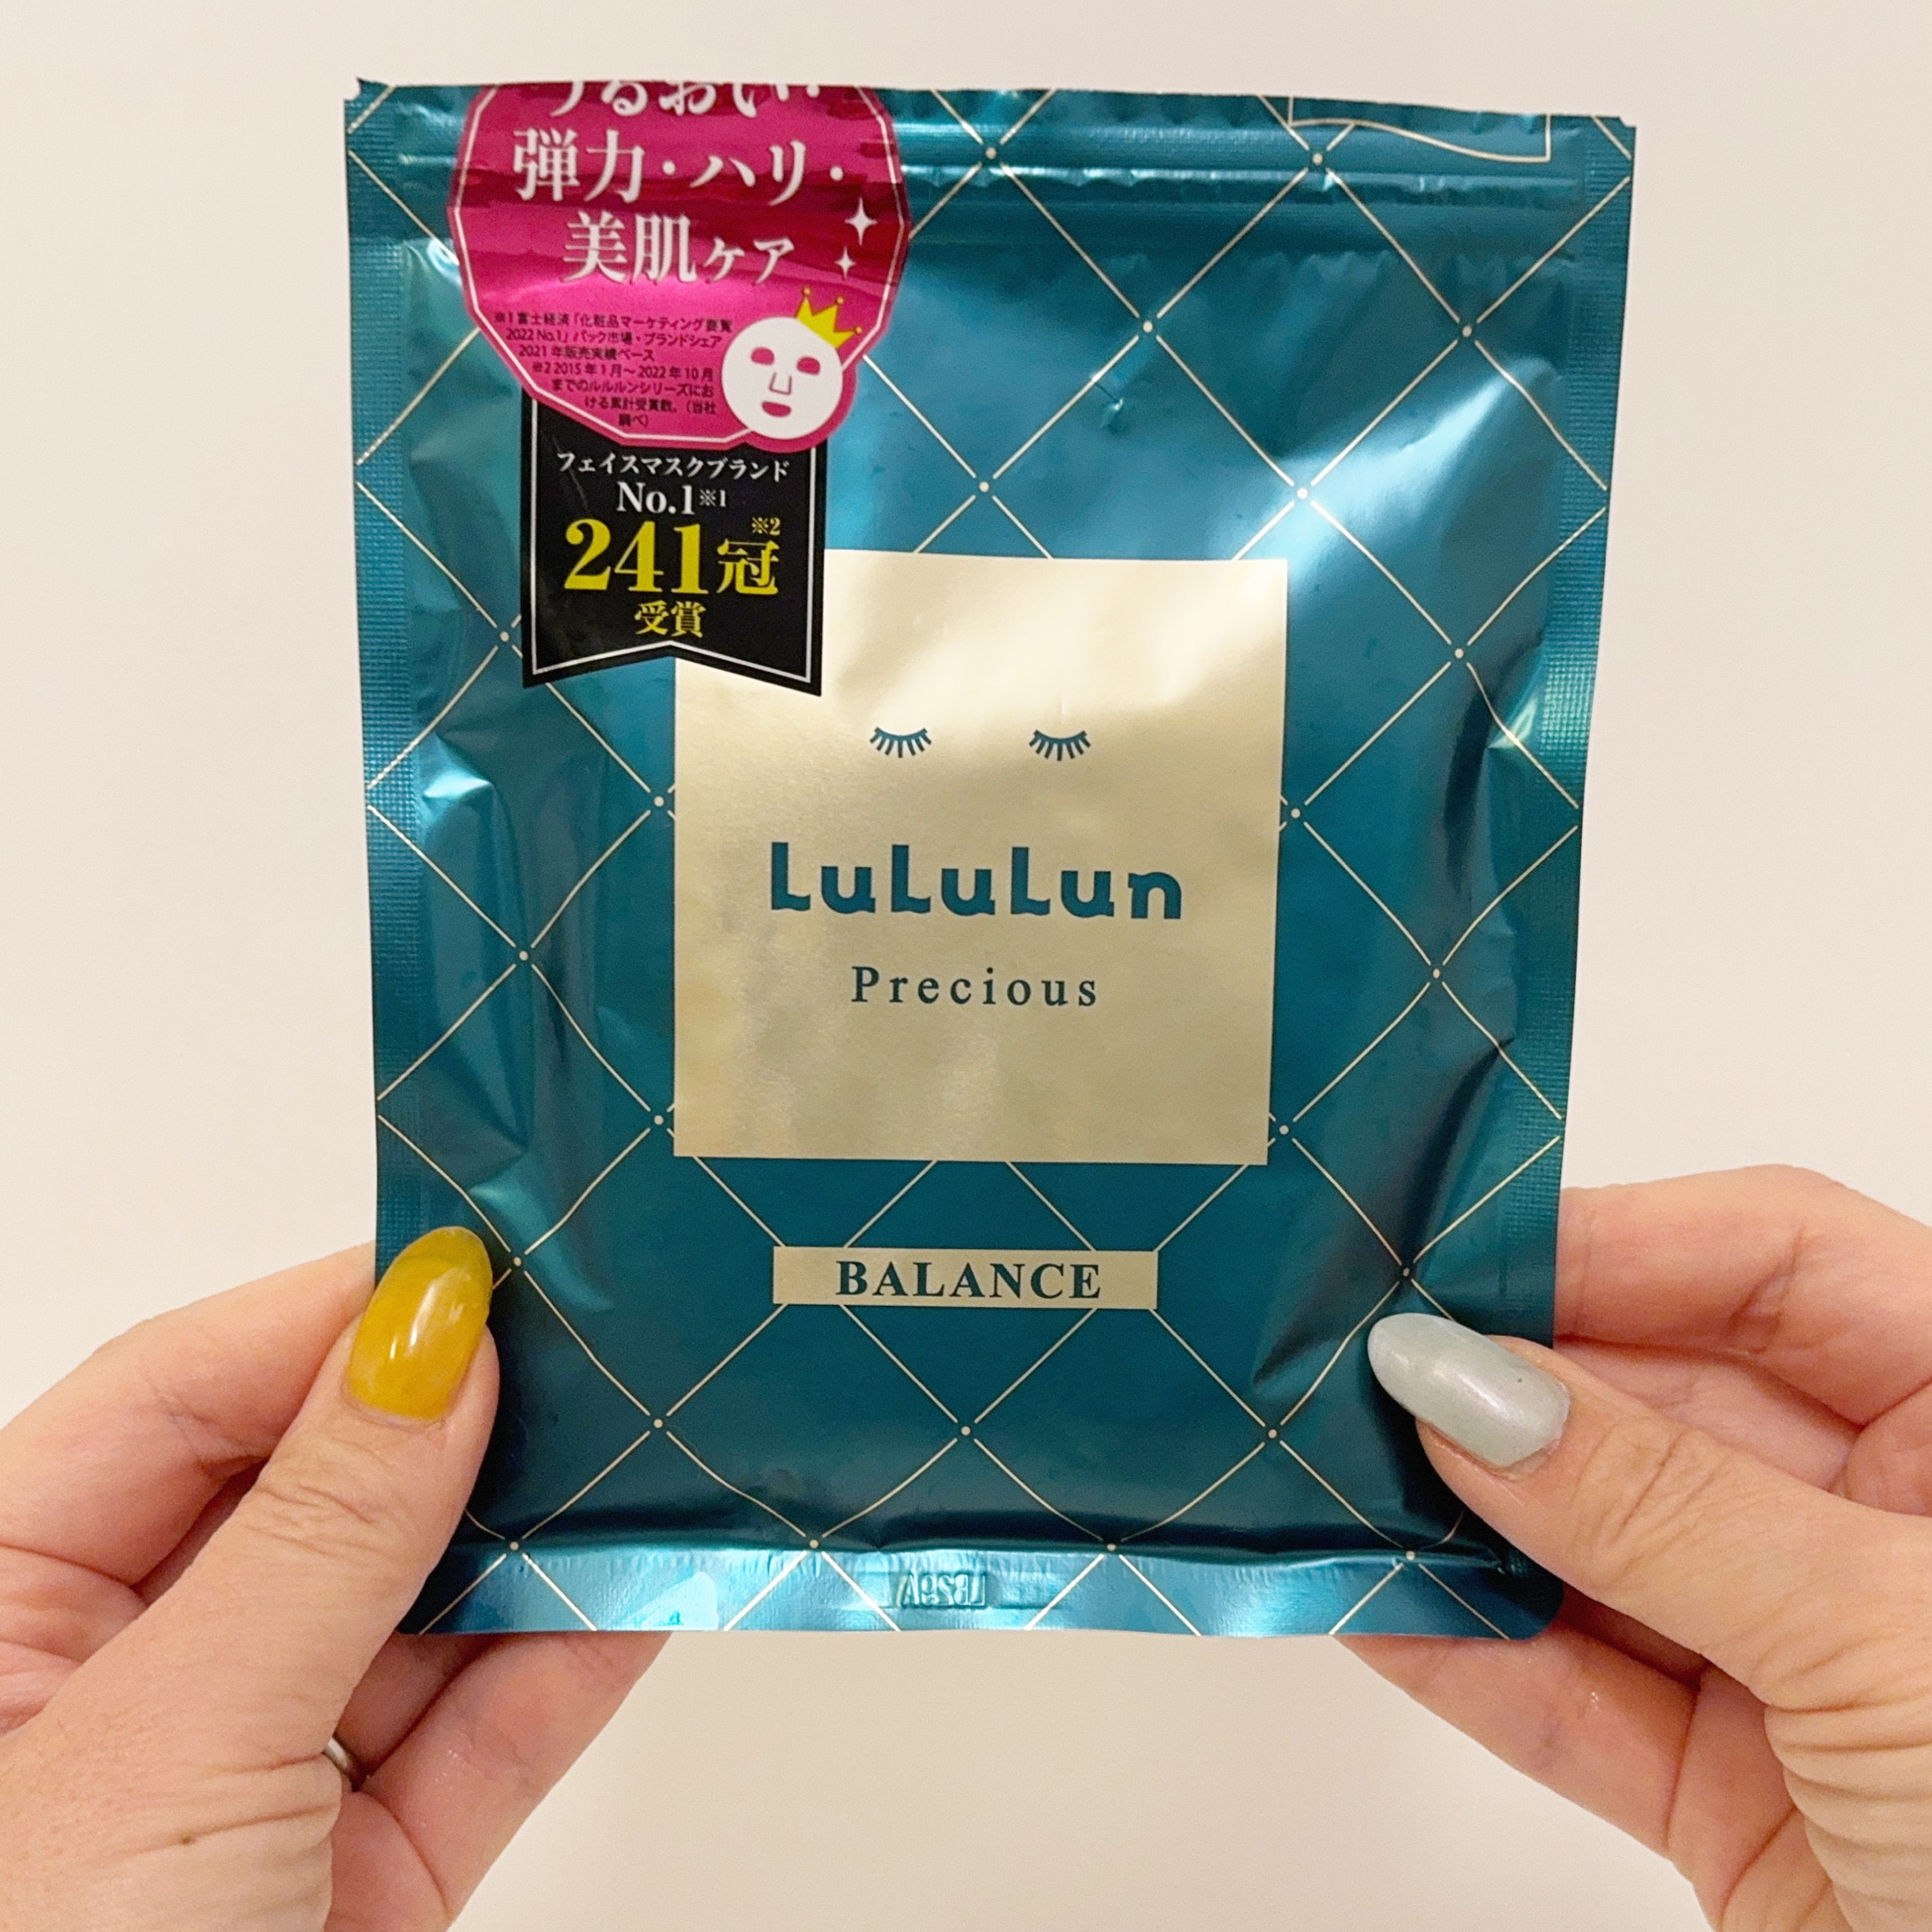 うるおい・
弾力・ハリ・
美肌ケア
※1 富士経済「化粧品マーケティング要覧
2022 No.1」パック市場・ブランドシェア
2021年販売実績ベース
※2 2015年1月〜2022年10月
までのルルルンシリーズにお
ける累計受賞数。（当社
調べ）
フェイスマスクブランド
No.1※1
241冠※2
受賞
LuLuLun
Precious
BALANCE